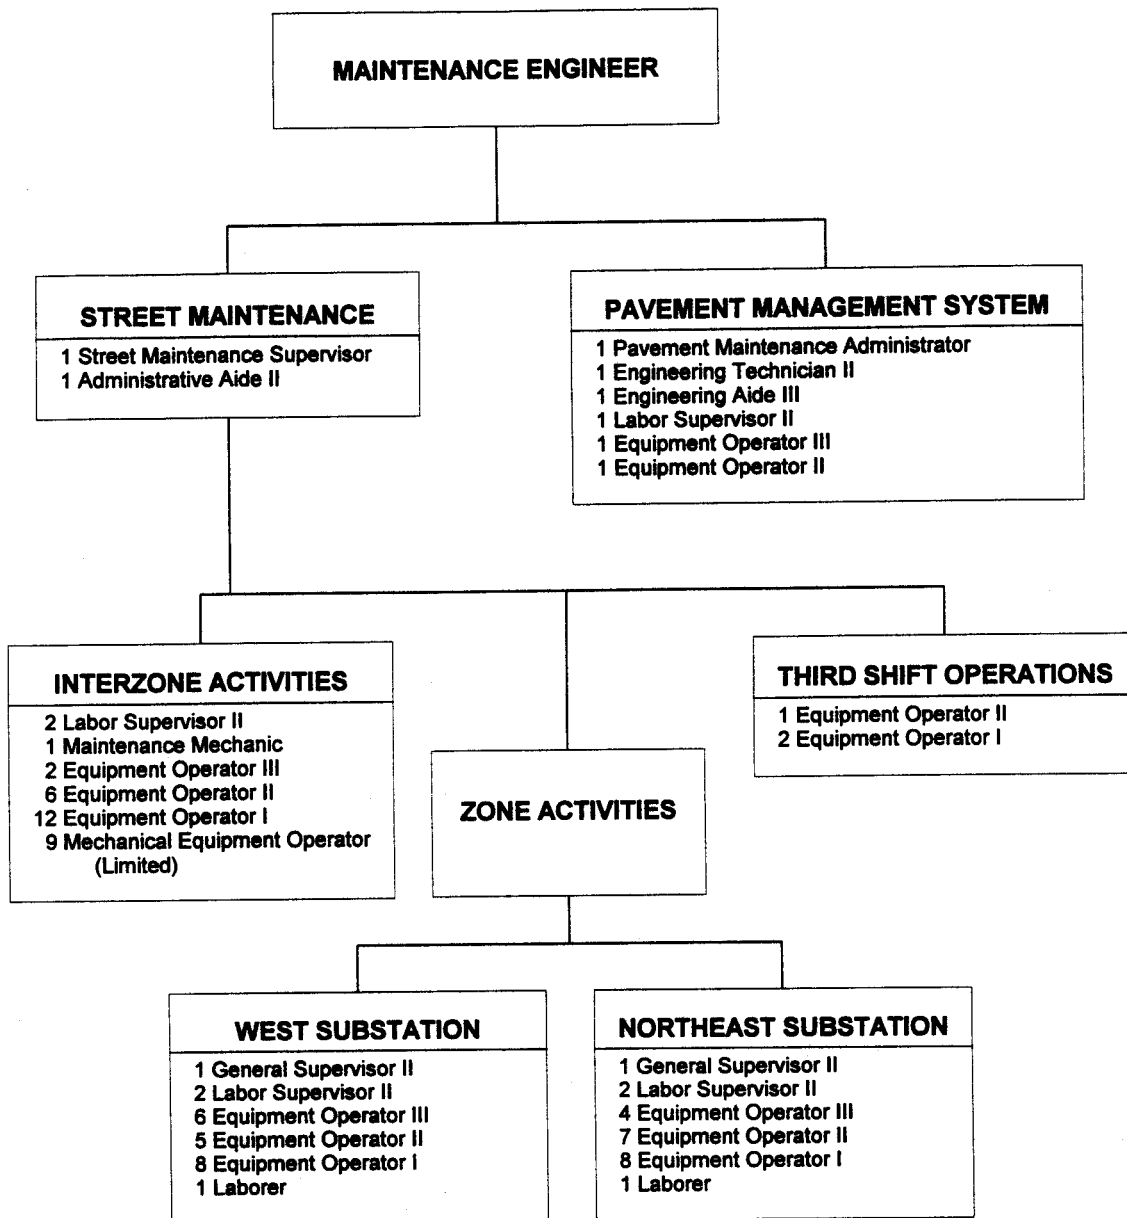 MAINTENANCE ENGINEER
STREET MAINTENANCE
1 Street Maintenance Supervisor
1 Administrative Aide II
PAVEMENT MANAGEMENT SYSTEM
1 Pavement Maintenance Administrator
1 Engineering Technician II
1 Engineering Aide III
1 Labor Supervisor II
1 Equipment Operator III
1 Equipment Operator II
INTERZONE ACTIVITIES
2 Labor Supervisor II
1 Maintenance Mechanic
2 Equipment Operator III
6 Equipment Operator II
12 Equipment Operator I
9 Mechanical Equipment Operator
(Limited)
ZONE ACTIVITIES
THIRD SHIFT OPERATIONS
1 Equipment Operator II
2 Equipment Operator I
WEST SUBSTATION
1 General Supervisor II
2 Labor Supervisor II
6 Equipment Operator III
5 Equipment Operator II
8 Equipment Operator I
1 Laborer
NORTHEAST SUBSTATION
1 General Supervisor II
2 Labor Supervisor II
4 Equipment Operator III
7 Equipment Operator II
8 Equipment Operator I
1 Laborer